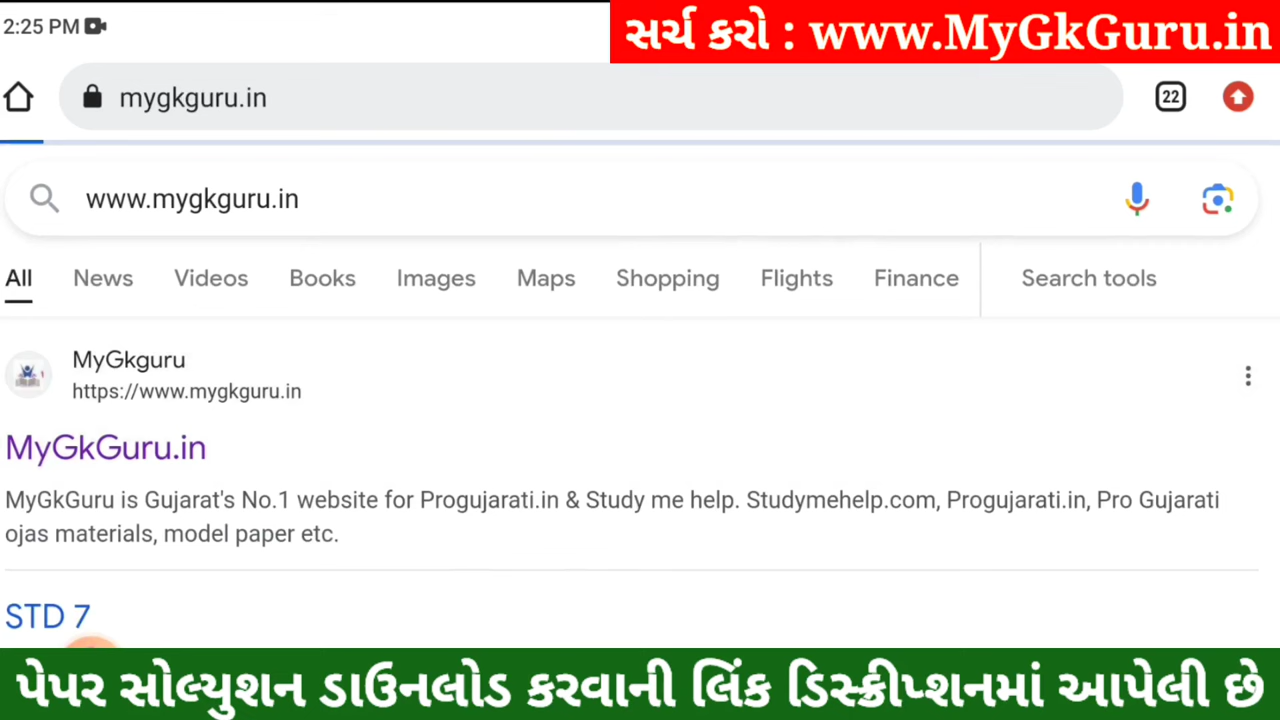 2:25 PM
સર્ચ કરો : www.MyGkGuru.in
mygkguru.in
22
www.mygkguru.in
All News Videos Books Images Maps Shopping Flights Finance Search tools
MyGkguru
https://www.mygkguru.in
MyGkGuru.in
MyGkGuru is Gujarat's No.1 website for Progujarati.in & Study me help. Studymehelp.com, Progujarati.in, Pro Gujarati
ojas materials, model paper etc.
STD 7
પેપર સોલ્યુશન ડાઉનલોડ કરવાની લિંક ડિસ્ક્રીપ્શનમાં આપેલી છે